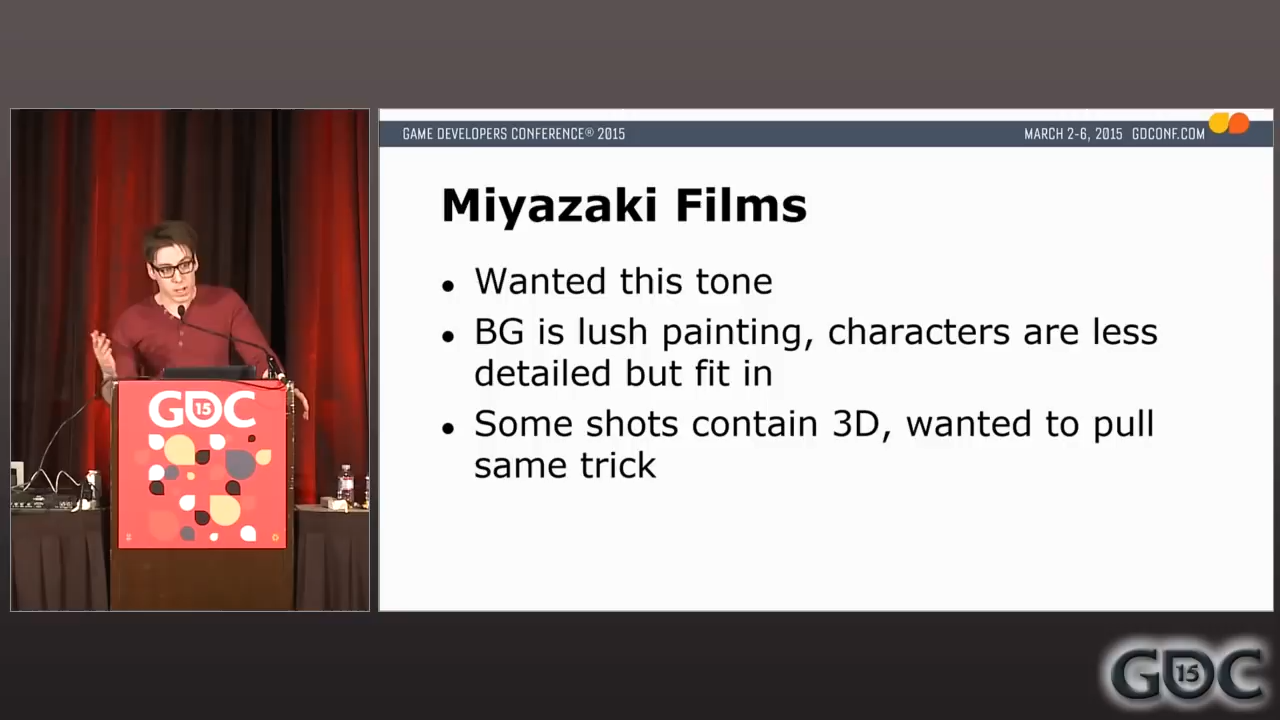 GAME DEVELOPERS CONFERENCE® 2015
MARCH 2-6, 2015 GDCONF.COM
Miyazaki Films
• Wanted this tone
• BG is lush painting, characters are less
detailed but fit in
• Some shots contain 3D, wanted to pull
same trick
GDC
15
GDC
15